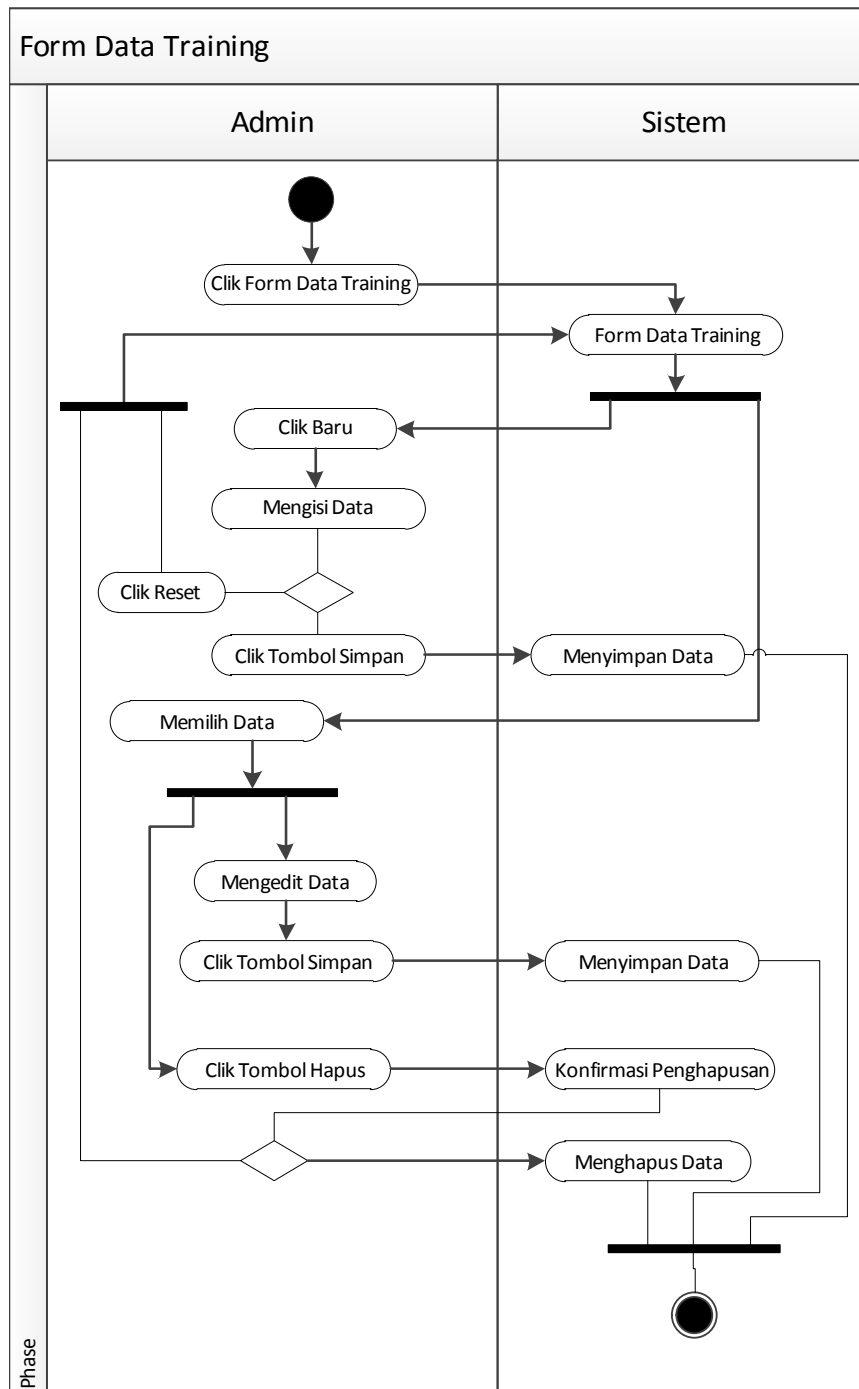 Form Data Training
Admin
Sistem
Clik Form Data Training
Form Data Training
Clik Baru
Mengisi Data
Clik Reset
Clik Tombol Simpan
Menyimpan Data
Memilih Data
Mengedit Data
Clik Tombol Simpan
Menyimpan Data
Clik Tombol Hapus
Konfirmasi Penghapusan
Menghapus Data
Phase